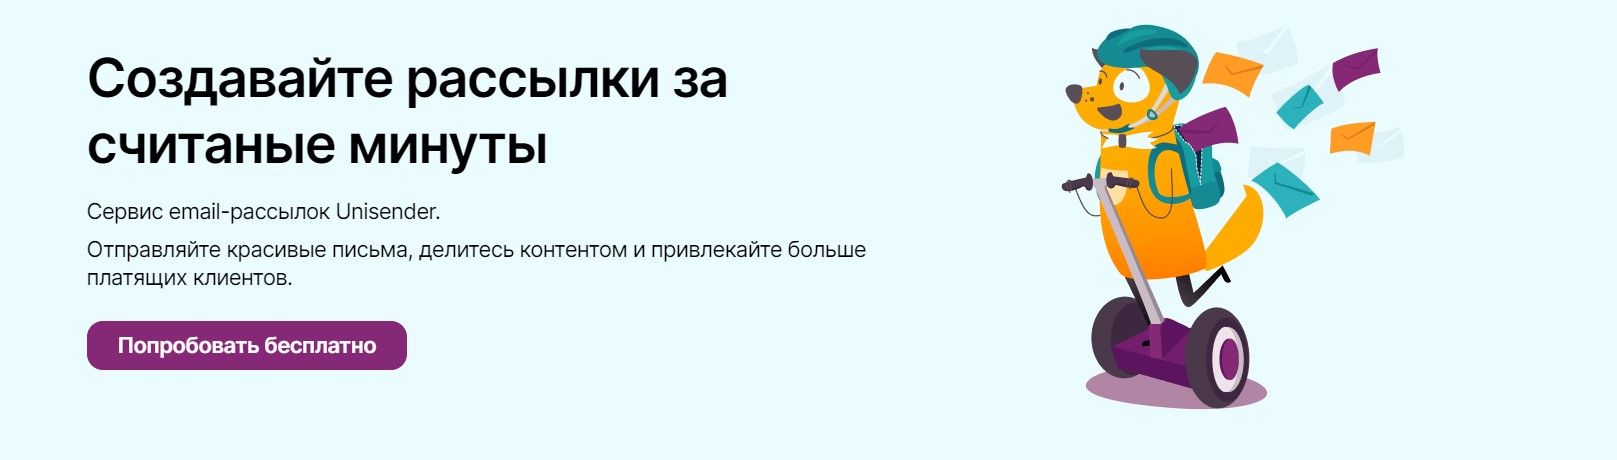 Создавайте рассылки за
считаные минуты
Сервис email-рассылок Unisender.
Отправляйте красивые письма, делитесь контентом и привлекайте больше
платящих клиентов.
Попробовать бесплатно